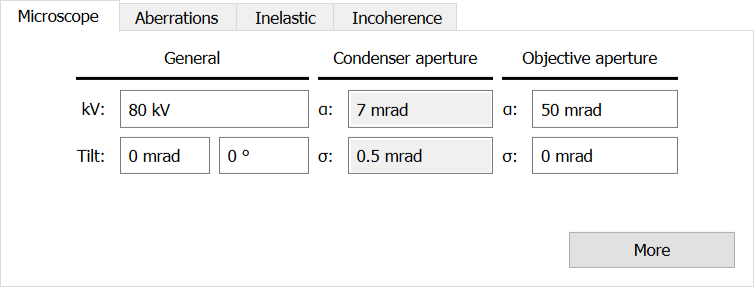 Microscope Aberrations Inelastic Incoherence
General Condenser aperture Objective aperture
kV: 80 kV α: 7 mrad α: 50 mrad
Tilt: 0 mrad 0 ° σ: 0.5 mrad σ: 0 mrad
More